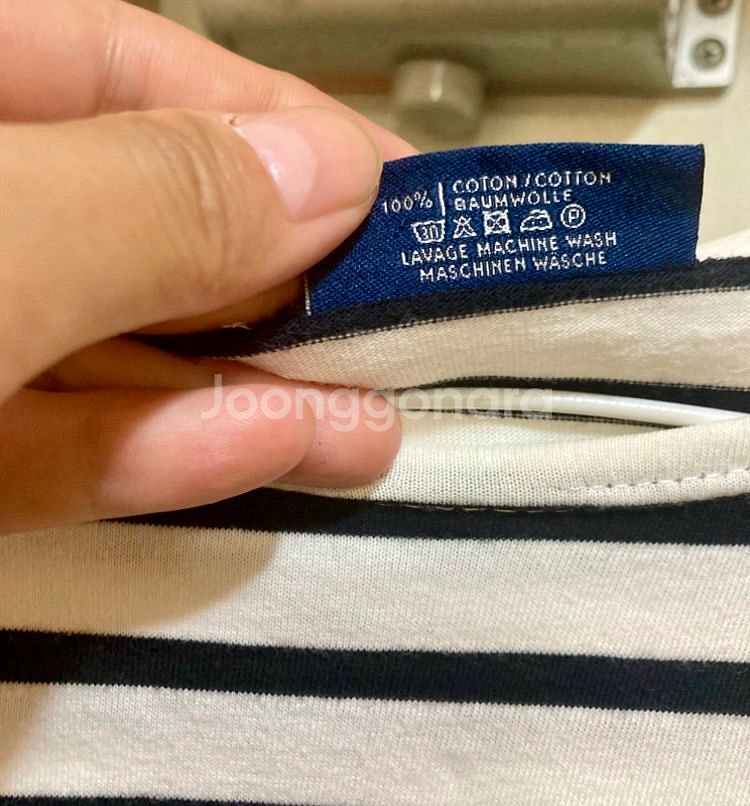 100% COTON / COTTON
BAUMWOLLE
30 P
LAVAGE MACHINE WASH
MASCHINEN WÄSCHE
Joonggonara